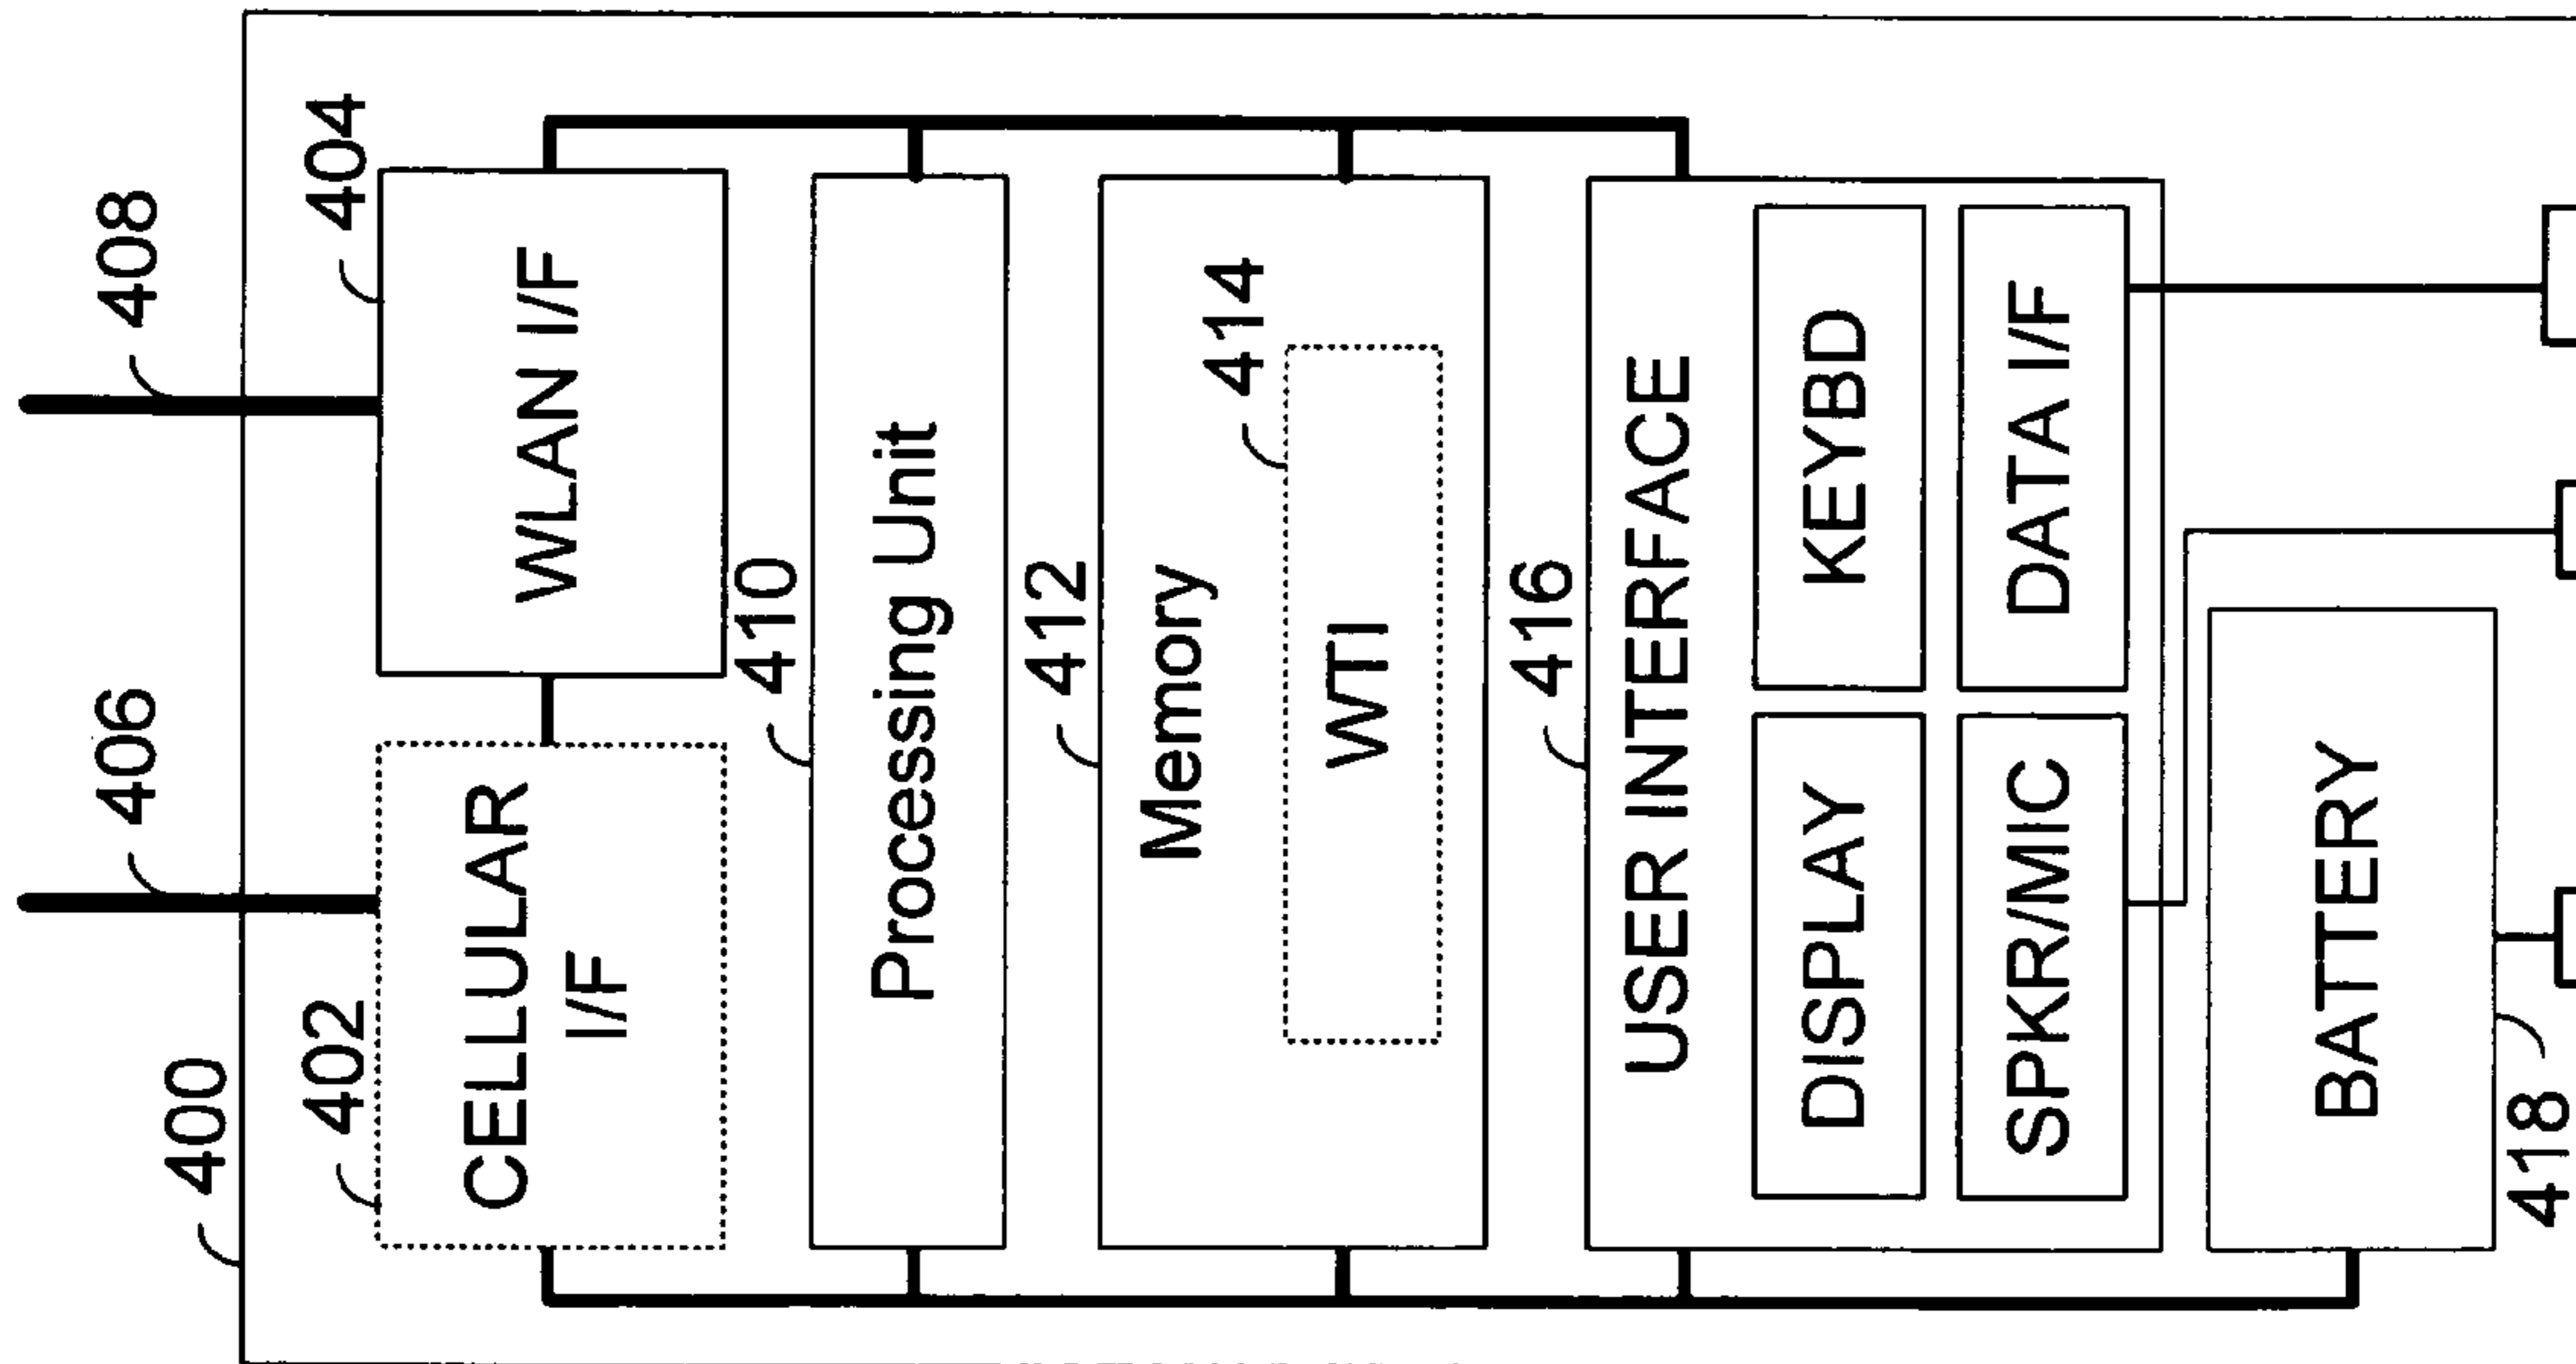 400
406
408
402
404
CELLULAR
I/F
WLAN I/F
410
Processing Unit
412
Memory
414
WTI
416
USER INTERFACE
DISPLAY
KEYBD
SPKR/MIC
DATA I/F
BATTERY
418